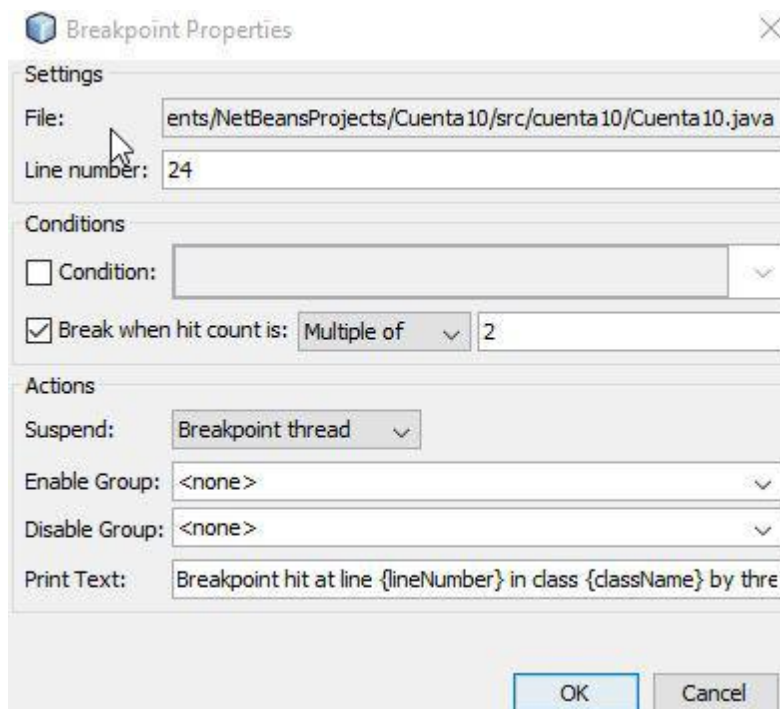 Breakpoint Properties
Settings
File: ents/NetBeansProjects/Cuenta10/src/cuenta10/Cuenta10.java
Line number: 24
Conditions
Condition:
Break when hit count is: Multiple of 2
Actions
Suspend: Breakpoint thread
Enable Group: <none>
Disable Group: <none>
Print Text: Breakpoint hit at line {lineNumber} in class {className} by thre
OK Cancel